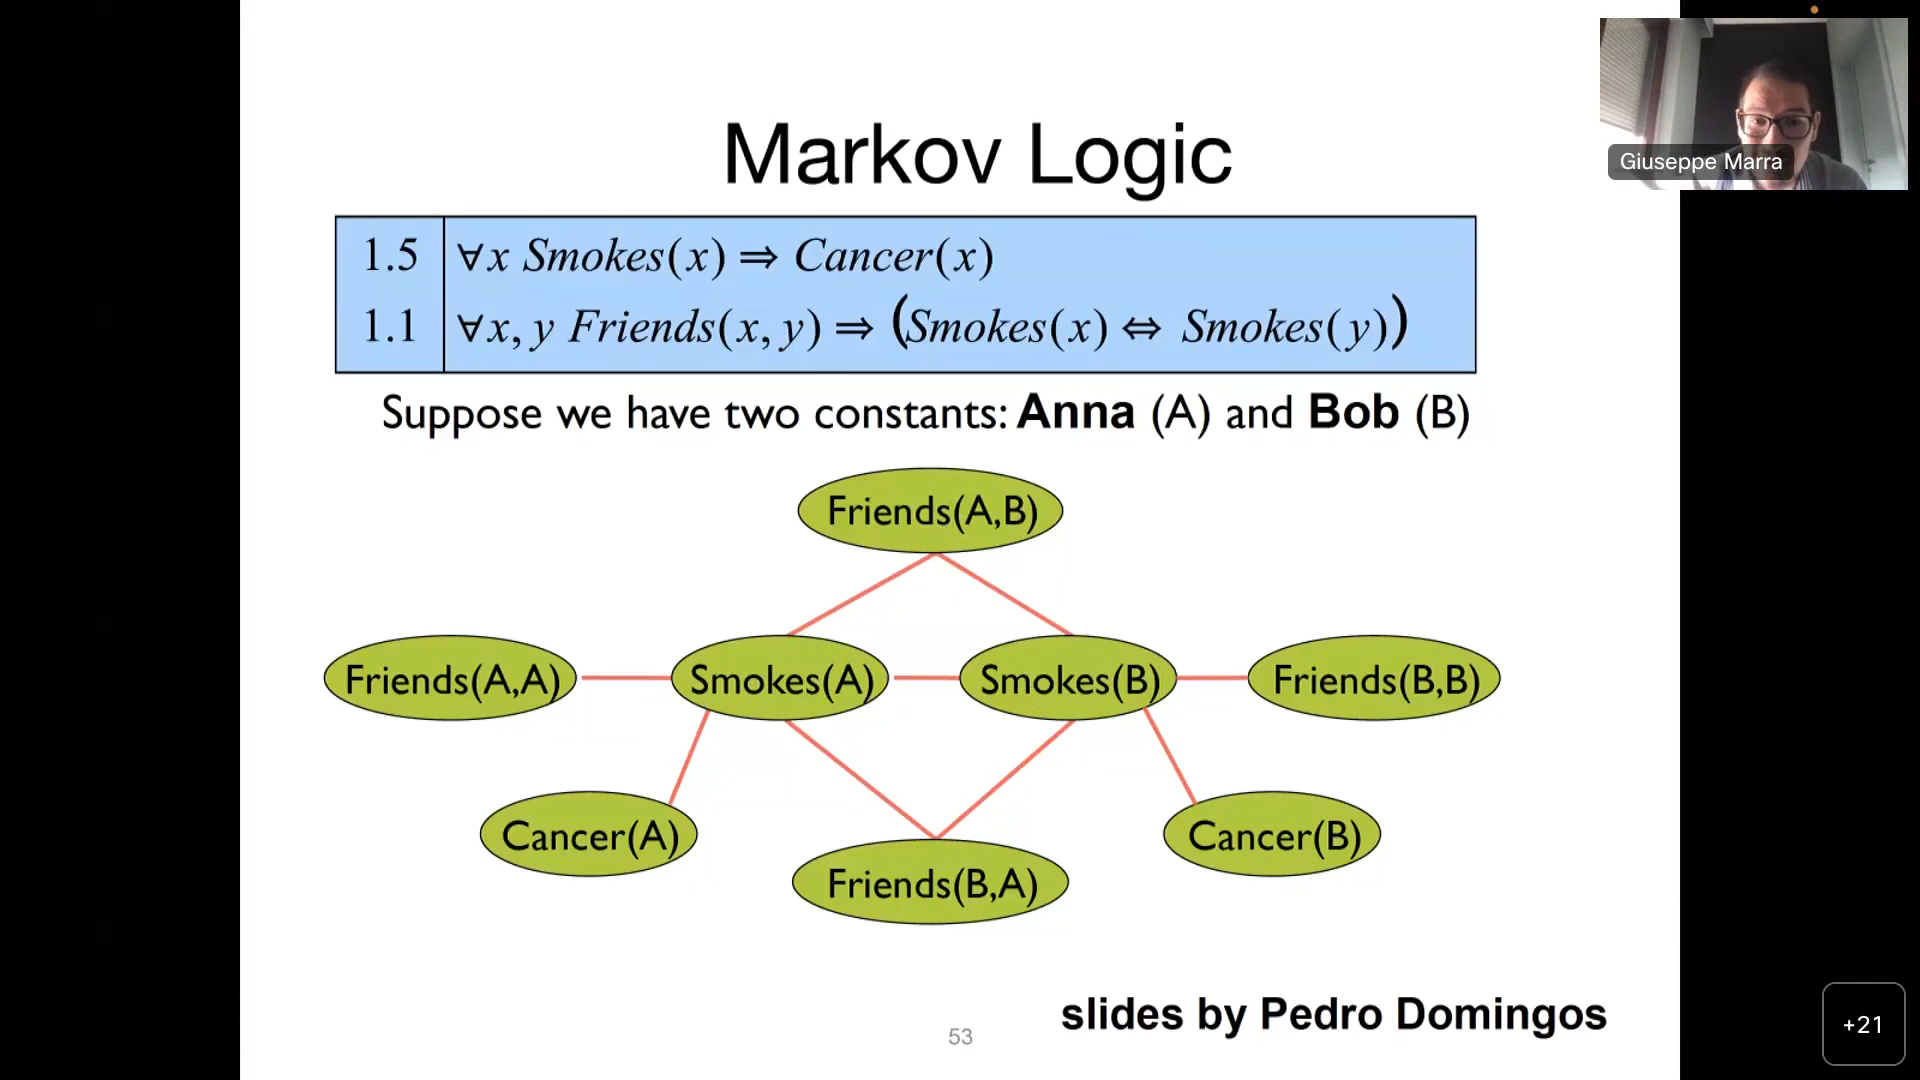 Markov Logic
Giuseppe Marra
1.5 ∀x Smokes(x) ⇒ Cancer(x)
1.1 ∀x, y Friends(x, y) ⇒ (Smokes(x) ⇔ Smokes(y))
Suppose we have two constants: Anna (A) and Bob (B)
Friends(A,B)
Friends(A,A) Smokes(A) Smokes(B) Friends(B,B)
Cancer(A) Cancer(B)
Friends(B,A)
slides by Pedro Domingos
53
+21